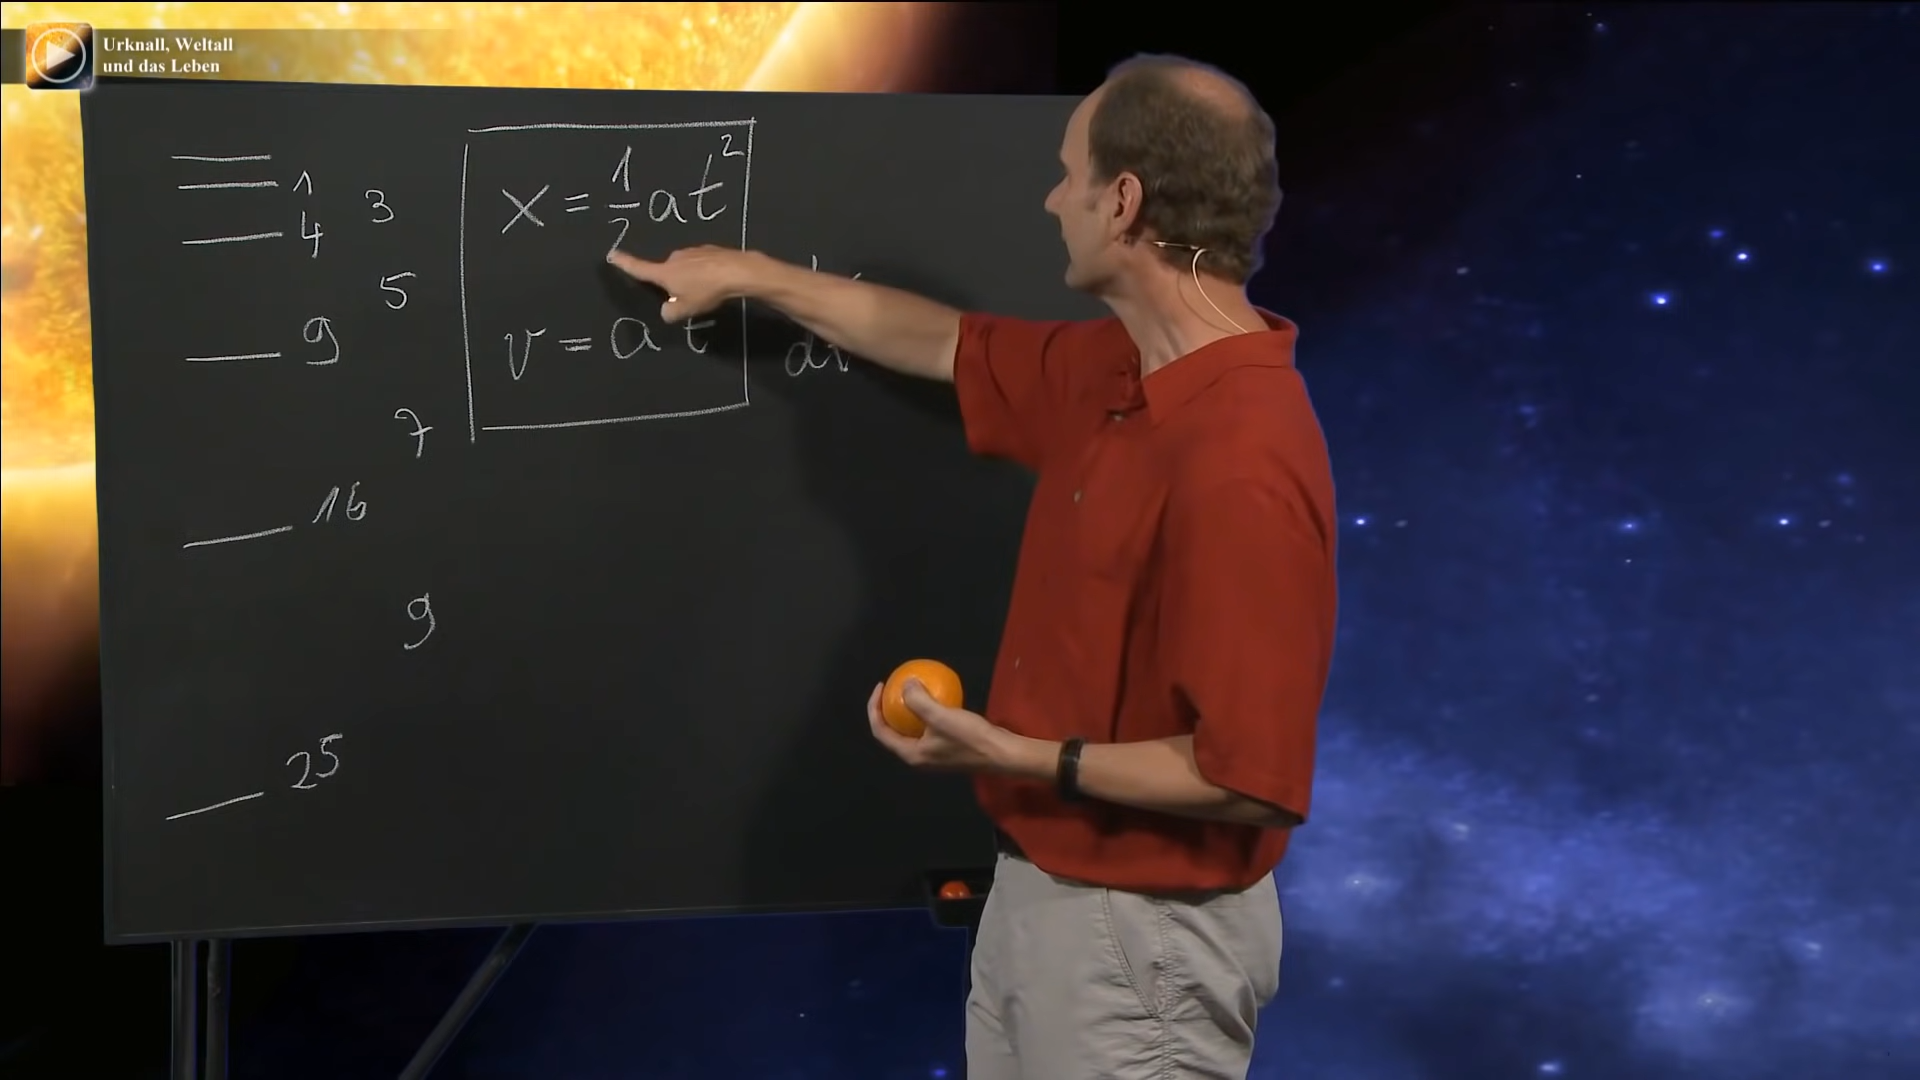 Urknall, Weltall
und das Leben
1
4
3
5
9
7
16
9
25
x = 1/2 at²
v = at